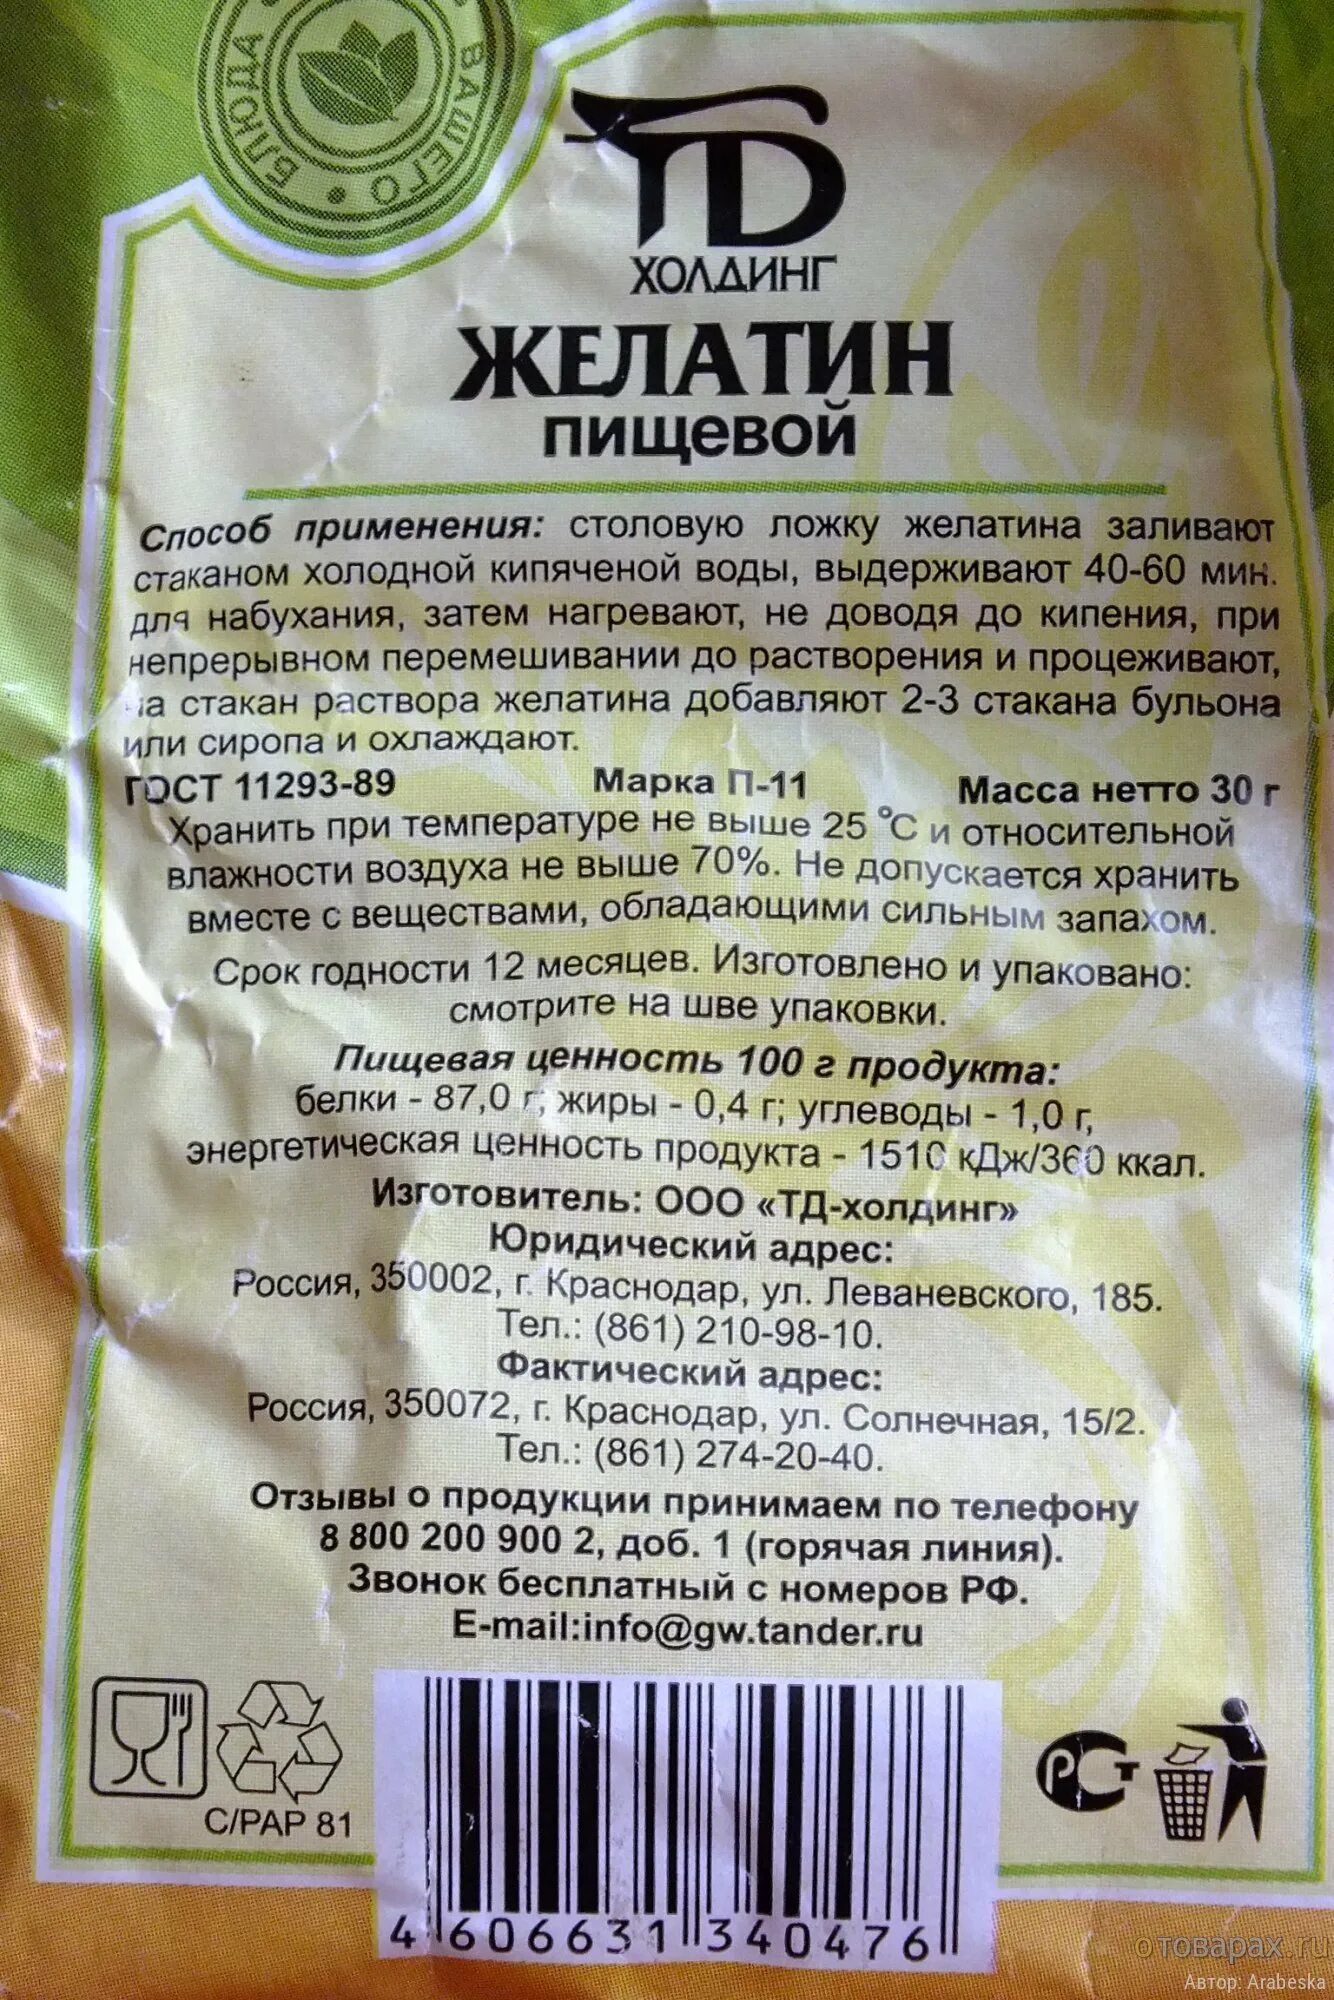 БЛЮДА ВАШЕГО
ТД
ХОЛДИНГ
ЖЕЛАТИН
пищевой
Способ применения: столовую ложку желатина заливают
стаканом холодной кипяченой воды, выдерживают 40-60 мин.
для набухания, затем нагревают, не доводя до кипения, при
непрерывном перемешивании до растворения и процеживают,
на стакан раствора желатина добавляют 2-3 стакана бульона
или сиропа и охлаждают.
ГОСТ 11293-89 Марка П-11 Масса нетто 30 г
Хранить при температуре не выше 25 °С и относительной
влажности воздуха не выше 70%. Не допускается хранить
вместе с веществами, обладающими сильным запахом.
Срок годности 12 месяцев. Изготовлено и упаковано:
смотрите на шве упаковки.
Пищевая ценность 100 г продукта:
белки - 87,0 г; жиры - 0,4 г; углеводы - 1,0 г,
энергетическая ценность продукта - 1510 кДж/360 ккал.
Изготовитель: ООО «ТД-холдинг»
Юридический адрес:
Россия, 350002, г. Краснодар, ул. Леваневского, 185.
Тел.: (861) 210-98-10.
Фактический адрес:
Россия, 350072, г. Краснодар, ул. Солнечная, 15/2.
Тел.: (861) 274-20-40.
Отзывы о продукции принимаем по телефону
8 800 200 900 2, доб. 1 (горячая линия).
Звонок бесплатный с номеров РФ.
E-mail:info@gw.tander.ru
C/PAP 81
РСТ
4 606631 340476
отоварах.ru
Автор: Arabeska